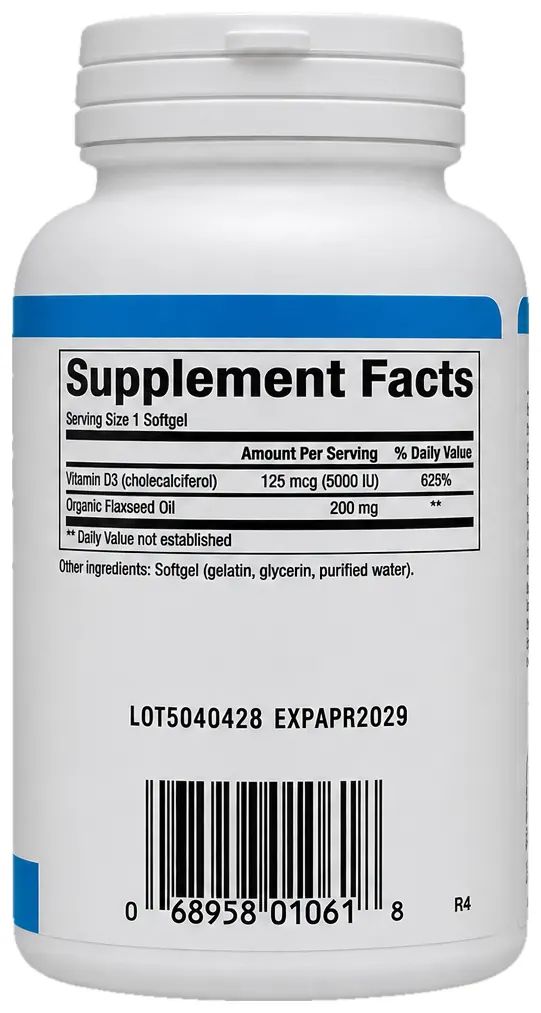 Supplement Facts
Serving Size 1 Softgel
Amount Per Serving % Daily Value
Vitamin D3 (cholecalciferol) 125 mcg (5000 IU) 625%
Organic Flaxseed Oil 200 mg **
** Daily Value not established
Other ingredients: Softgel (gelatin, glycerin, purified water).
LOT5040428 EXPAPR2029
0 68958 01061 8
R4